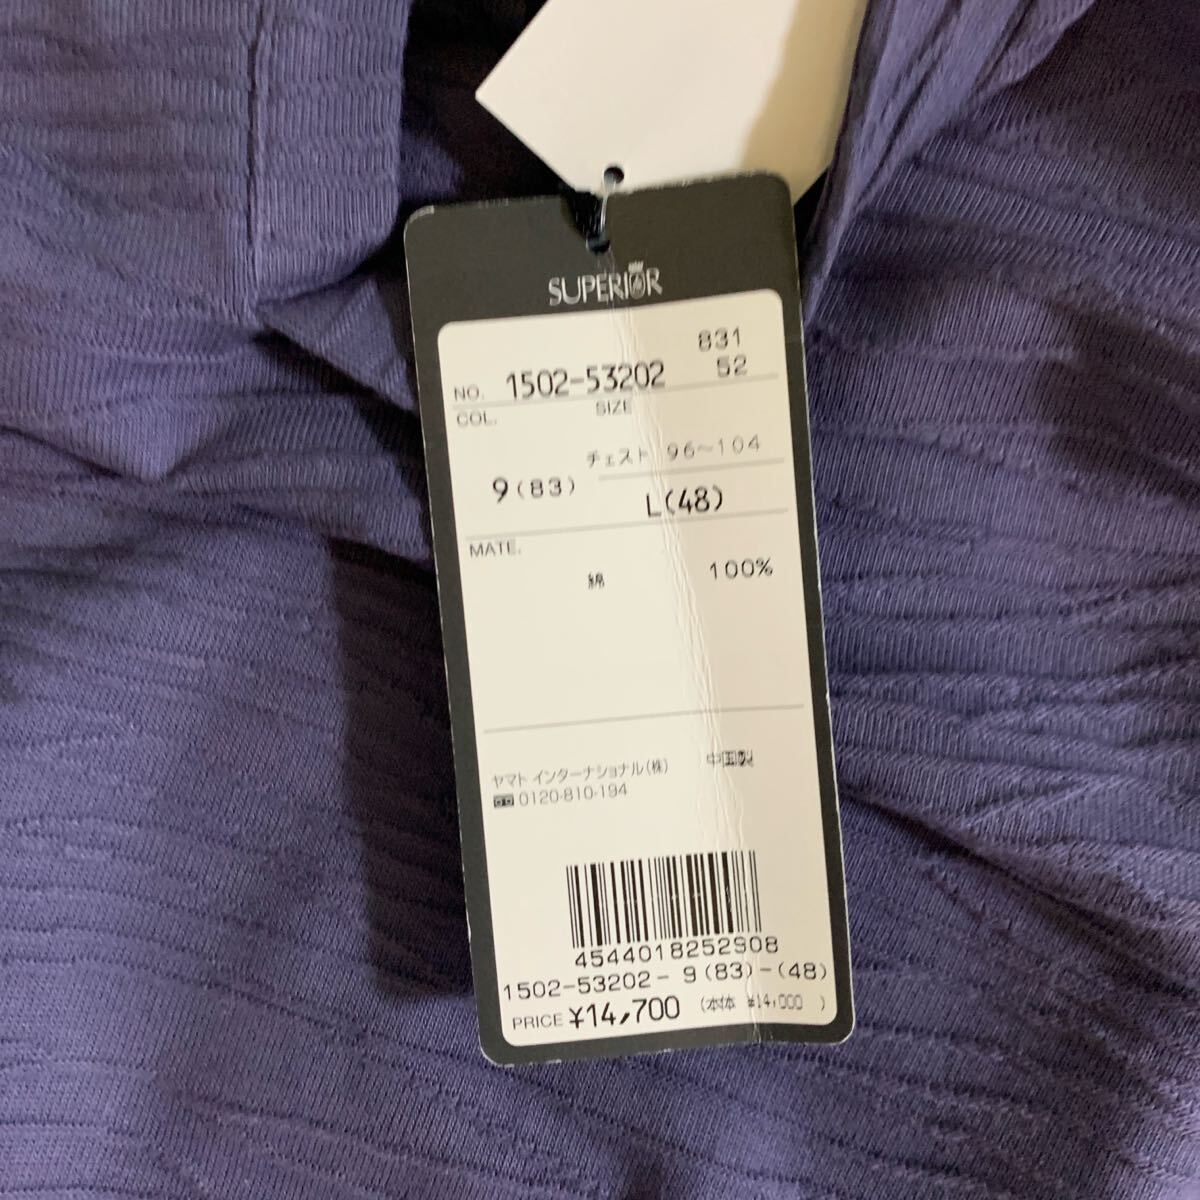 SUPERIOR
831
NO. 1502-53202 52
COL. SIZE
チェスト 96~104
9(83)
L(48)
MATE.
綿 100%
ヤマト インターナショナル(株) 中国製
0120-810-194
4544018252908
1502-53202- 9(83)-(48)
PRICE ¥14,700 (本体 ¥14,000 )